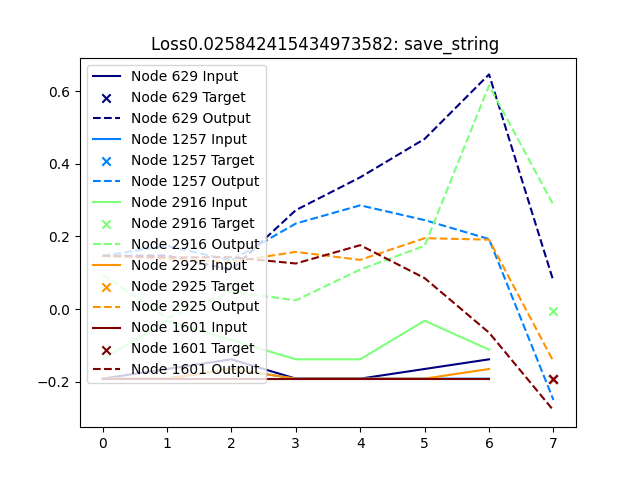 Loss0.025842415434973582: save_string
Node 629 Input
Node 629 Target
Node 629 Output
Node 1257 Input
Node 1257 Target
Node 1257 Output
Node 2916 Input
Node 2916 Target
Node 2916 Output
Node 2925 Input
Node 2925 Target
Node 2925 Output
Node 1601 Input
Node 1601 Target
Node 1601 Output
0.6
0.4
0.2
0.0
−0.2
0 1 2 3 4 5 6 7